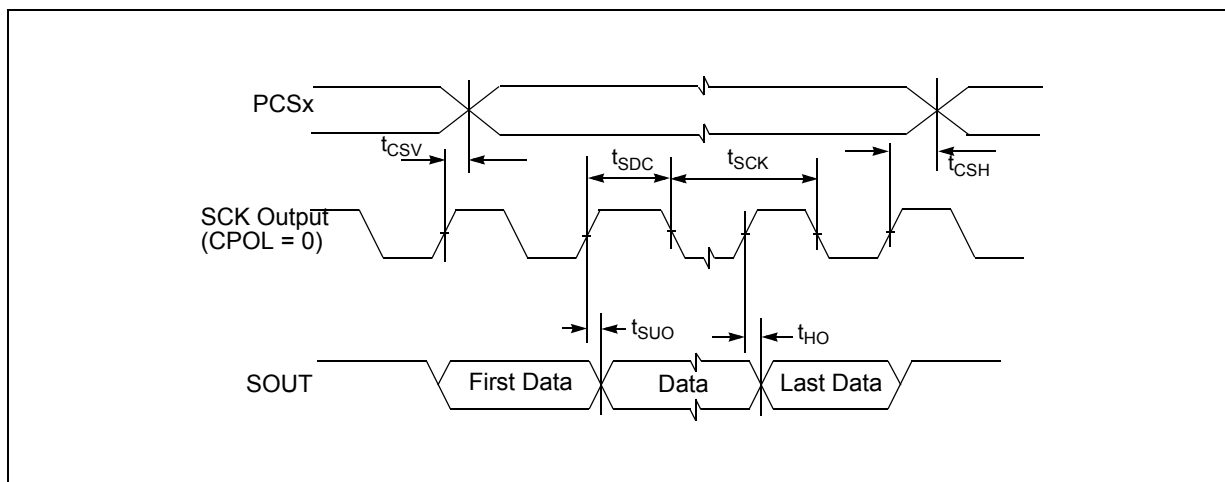 PCSx
tCSV
tSDC
tSCK
tCSH
SCK Output
(CPOL = 0)
tSUO
tHO
SOUT
First Data
Data
Last Data